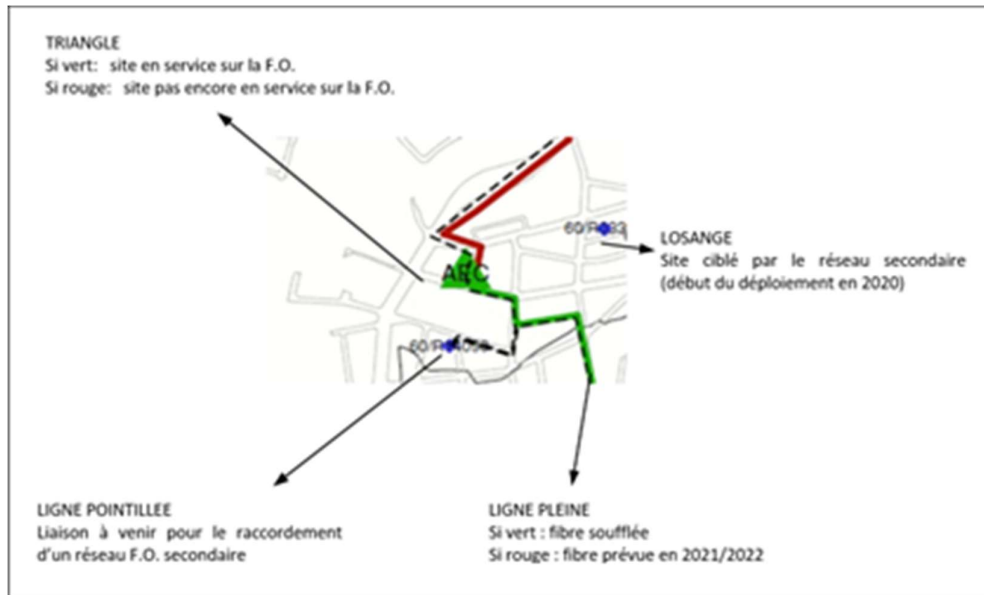 TRIANGLE
Si vert: site en service sur la F.O.
Si rouge: site pas encore en service sur la F.O.
LOSANGE
Site ciblé par le réseau secondaire
(début du déploiement en 2020)
LIGNE POINTILLEE
Liaison à venir pour le raccordement
d'un réseau F.O. secondaire
LIGNE PLEINE
Si vert : fibre soufflée
Si rouge : fibre prévue en 2021/2022